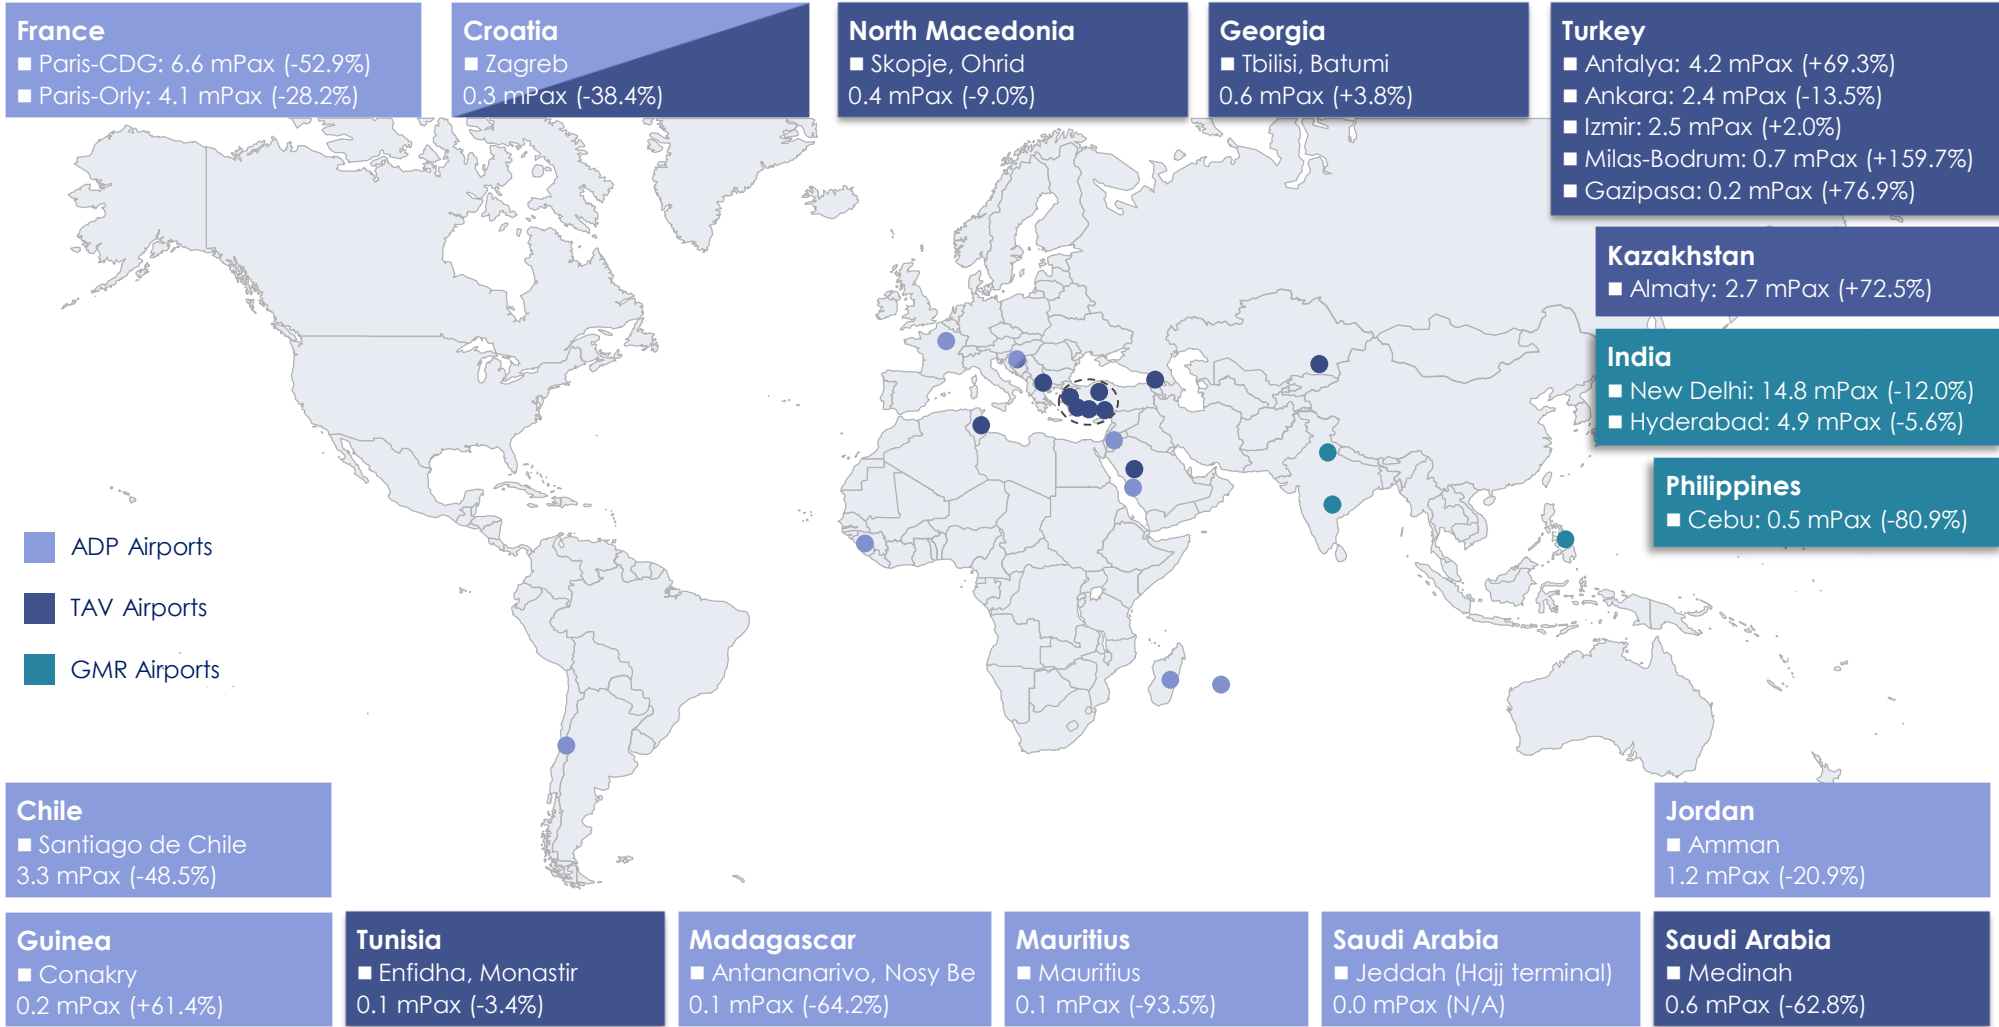 France
■ Paris-CDG: 6.6 mPax (-52.9%)
■ Paris-Orly: 4.1 mPax (-28.2%)
Croatia
■ Zagreb
0.3 mPax (-38.4%)
North Macedonia
■ Skopje, Ohrid
0.4 mPax (-9.0%)
Georgia
■ Tbilisi, Batumi
0.6 mPax (+3.8%)
Turkey
■ Antalya: 4.2 mPax (+69.3%)
■ Ankara: 2.4 mPax (-13.5%)
■ Izmir: 2.5 mPax (+2.0%)
■ Milas-Bodrum: 0.7 mPax (+159.7%)
■ Gazipasa: 0.2 mPax (+76.9%)
Kazakhstan
■ Almaty: 2.7 mPax (+72.5%)
India
■ New Delhi: 14.8 mPax (-12.0%)
■ Hyderabad: 4.9 mPax (-5.6%)
Philippines
■ Cebu: 0.5 mPax (-80.9%)
ADP Airports
TAV Airports
GMR Airports
Chile
■ Santiago de Chile
3.3 mPax (-48.5%)
Jordan
■ Amman
1.2 mPax (-20.9%)
Guinea
■ Conakry
0.2 mPax (+61.4%)
Tunisia
■ Enfidha, Monastir
0.1 mPax (-3.4%)
Madagascar
■ Antananarivo, Nosy Be
0.1 mPax (-64.2%)
Mauritius
■ Mauritius
0.1 mPax (-93.5%)
Saudi Arabia
■ Jeddah (Hajj terminal)
0.0 mPax (N/A)
Saudi Arabia
■ Medinah
0.6 mPax (-62.8%)